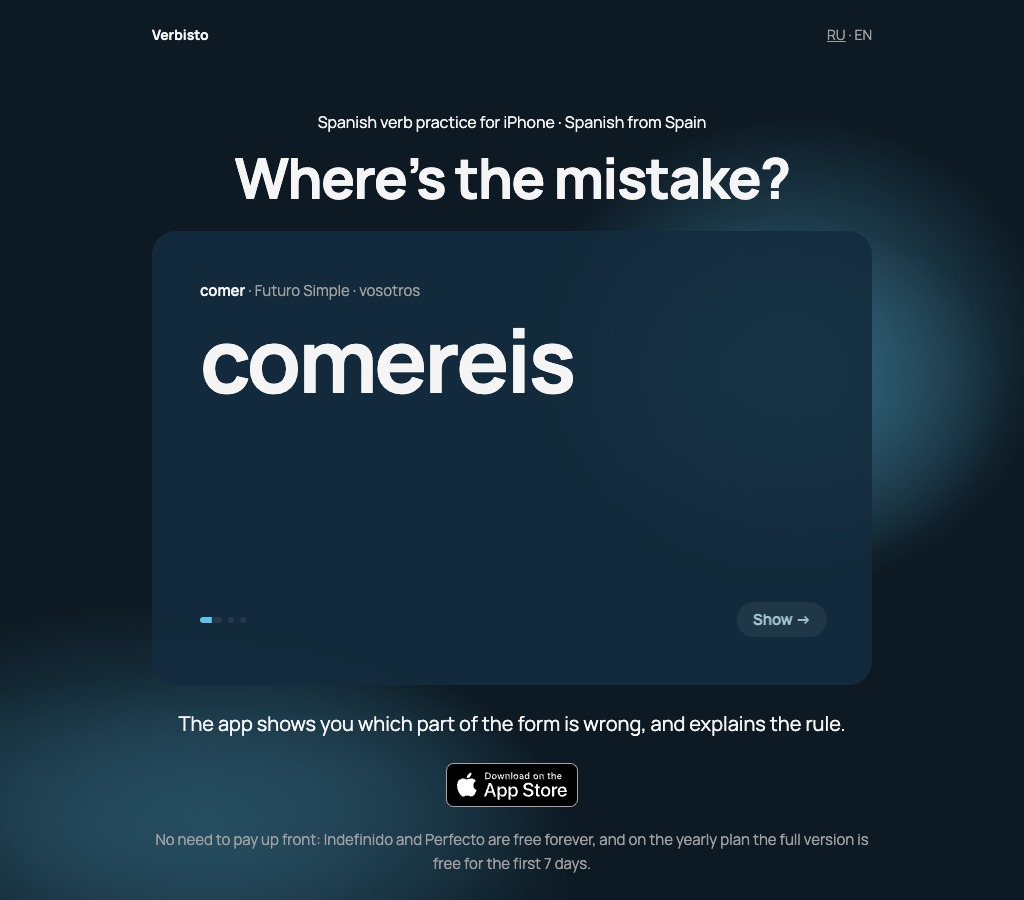 Verbisto
RU · EN
Spanish verb practice for iPhone · Spanish from Spain
Where’s the mistake?
comer · Futuro Simple · vosotros
comereis
Show →
The app shows you which part of the form is wrong, and explains the rule.
Download on the
App Store
No need to pay up front: Indefinido and Perfecto are free forever, and on the yearly plan the full version is
free for the first 7 days.